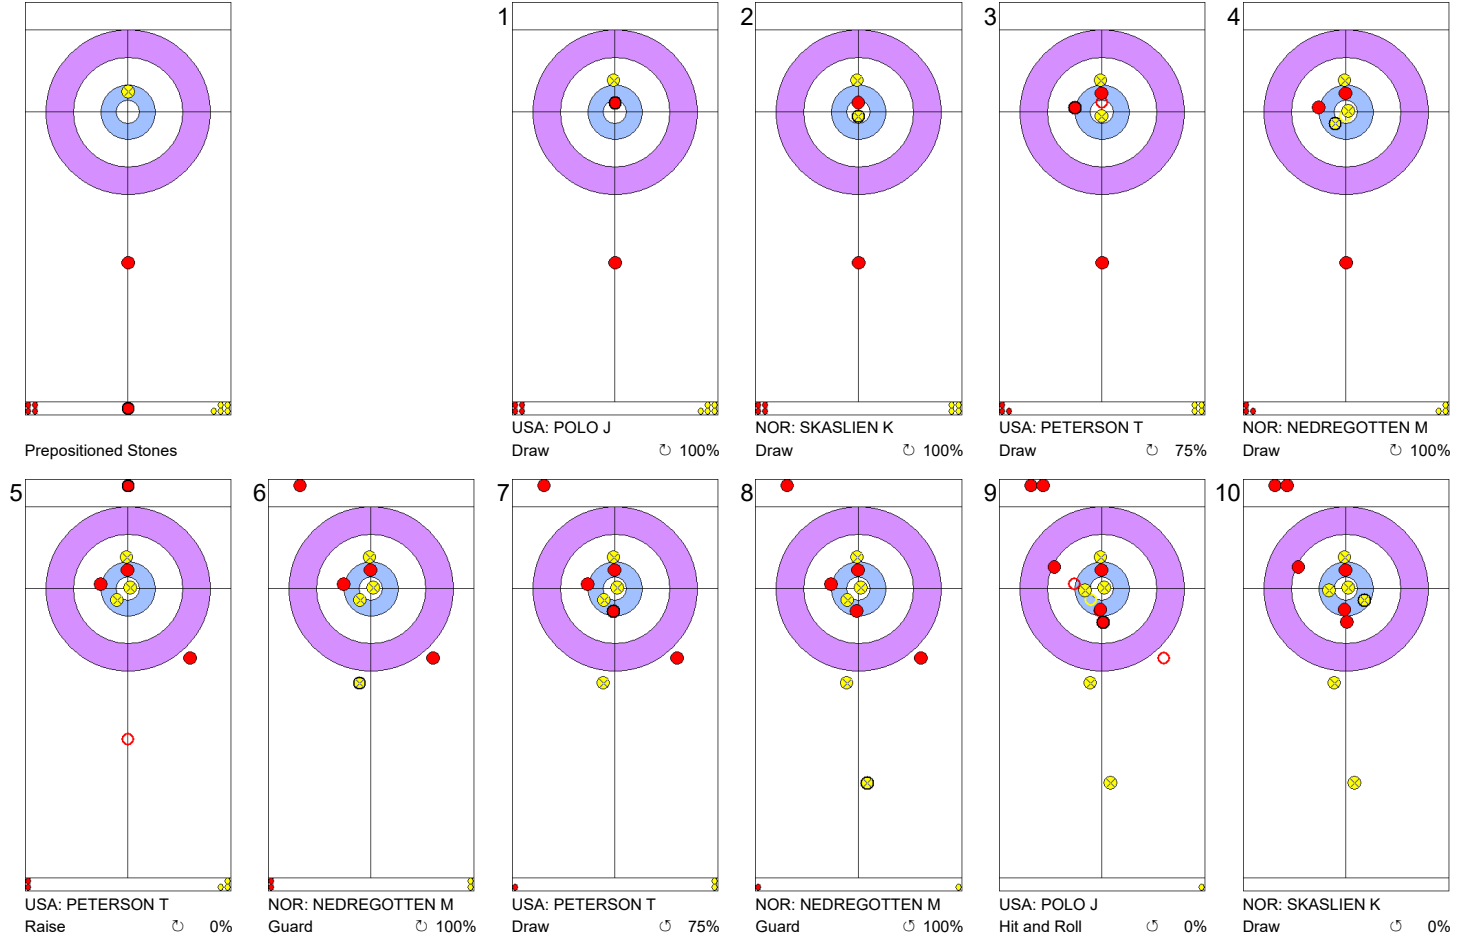 1 2 3 4
Prepositioned Stones
USA: POLO J
Draw ↻ 100%
NOR: SKASLIEN K
Draw ↻ 100%
USA: PETERSON T
Draw ↻ 75%
NOR: NEDREGOTTEN M
Draw ↻ 100%
5 6 7 8 9 10
USA: PETERSON T
Raise ↻ 0%
NOR: NEDREGOTTEN M
Guard ↻ 100%
USA: PETERSON T
Draw ↺ 75%
NOR: NEDREGOTTEN M
Guard ↺ 100%
USA: POLO J
Hit and Roll ↺ 0%
NOR: SKASLIEN K
Draw ↺ 0%